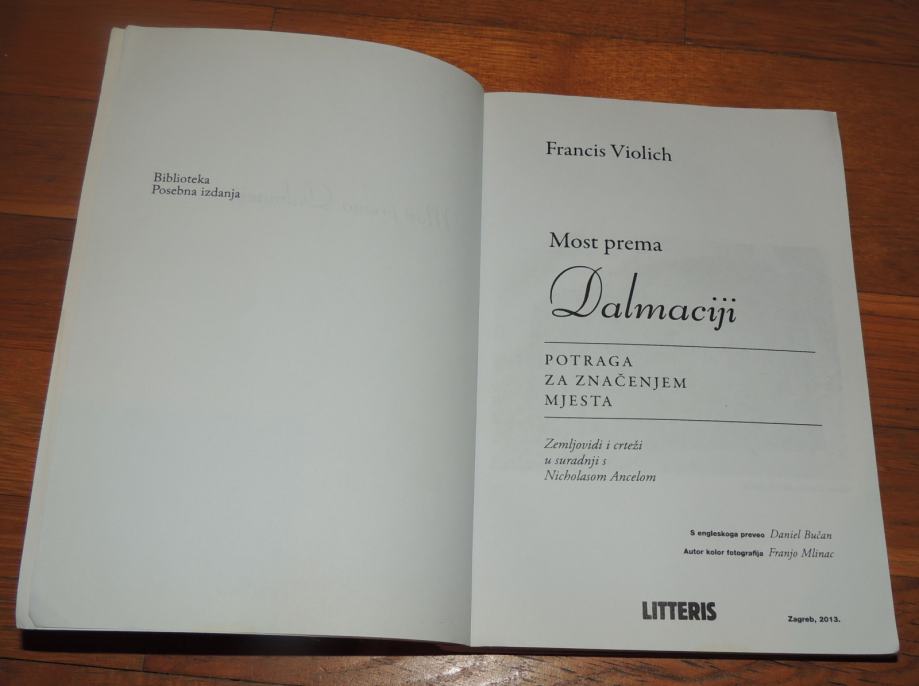 Biblioteka
Posebna izdanja
Francis Violich
Most prema
Dalmaciji
POTRAGA
ZA ZNAČENJEM
MJESTA
Zemljovidi i crteži
u suradnji s
Nicholasom Ancelom
S engleskoga preveo Daniel Bučan
Autor kolor fotografija Franjo Mlinac
LITTERIS
Zagreb, 2013.